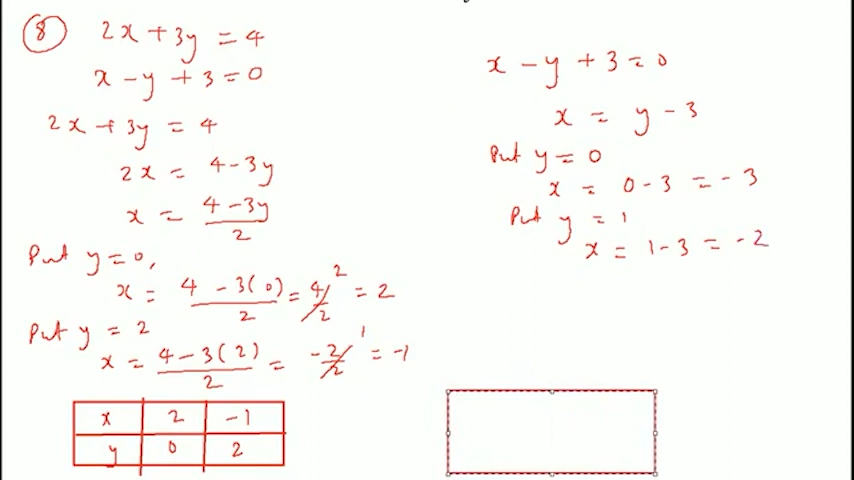 8
2x + 3y = 4
x - y + 3 = 0
2x + 3y = 4
2x = 4 - 3y
x = 4 - 3y / 2
Put y = 0,
x = 4 - 3(0) / 2 = 4/2 2 = 2
Put y = 2
x = 4 - 3(2) / 2 = -2/2 1 = -1
x 2 -1
y 0 2
x - y + 3 = 0
x = y - 3
Put y = 0
x = 0 - 3 = -3
Put y = 1
x = 1 - 3 = -2